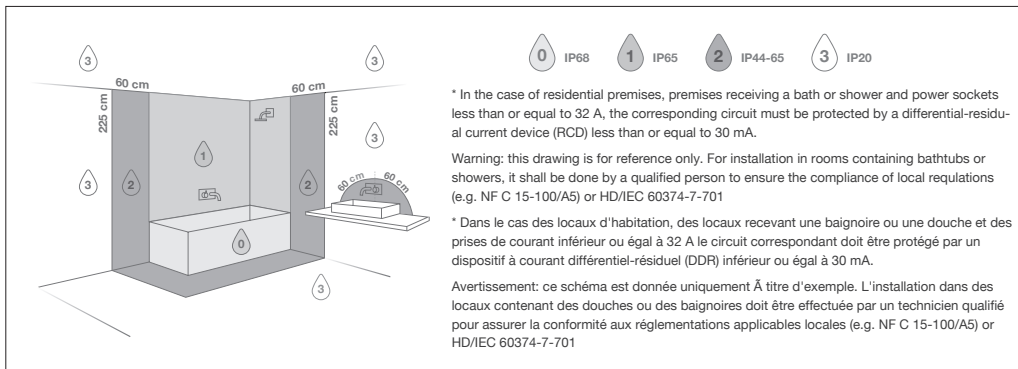 0 IP68 1 IP65 2 IP44-65 3 IP20
3
3
60 cm
60 cm
225 cm
225 cm
3
1
3
2
2
60 cm
60 cm
0
3
* In the case of residential premises, premises receiving a bath or shower and power sockets
less than or equal to 32 A, the corresponding circuit must be protected by a differential-residu-
al current device (RCD) less than or equal to 30 mA.
Warning: this drawing is for reference only. For installation in rooms containing bathtubs or
showers, it shall be done by a qualified person to ensure the compliance of local requlations
(e.g. NF C 15-100/A5) or HD/IEC 60374-7-701
* Dans le cas des locaux d'habitation, des locaux recevant une baignoire ou une douche et des
prises de courant inférieur ou égal à 32 A le circuit correspondant doit être protégé par un
dispositif à courant différentiel-résiduel (DDR) inférieur ou égal à 30 mA.
Avertissement: ce schéma est donnée uniquement Ã titre d'exemple. L'installation dans des
locaux contenant des douches ou des baignoires doit être effectuée par un technicien qualifié
pour assurer la conformité aux réglementations applicables locales (e.g. NF C 15-100/A5) or
HD/IEC 60374-7-701